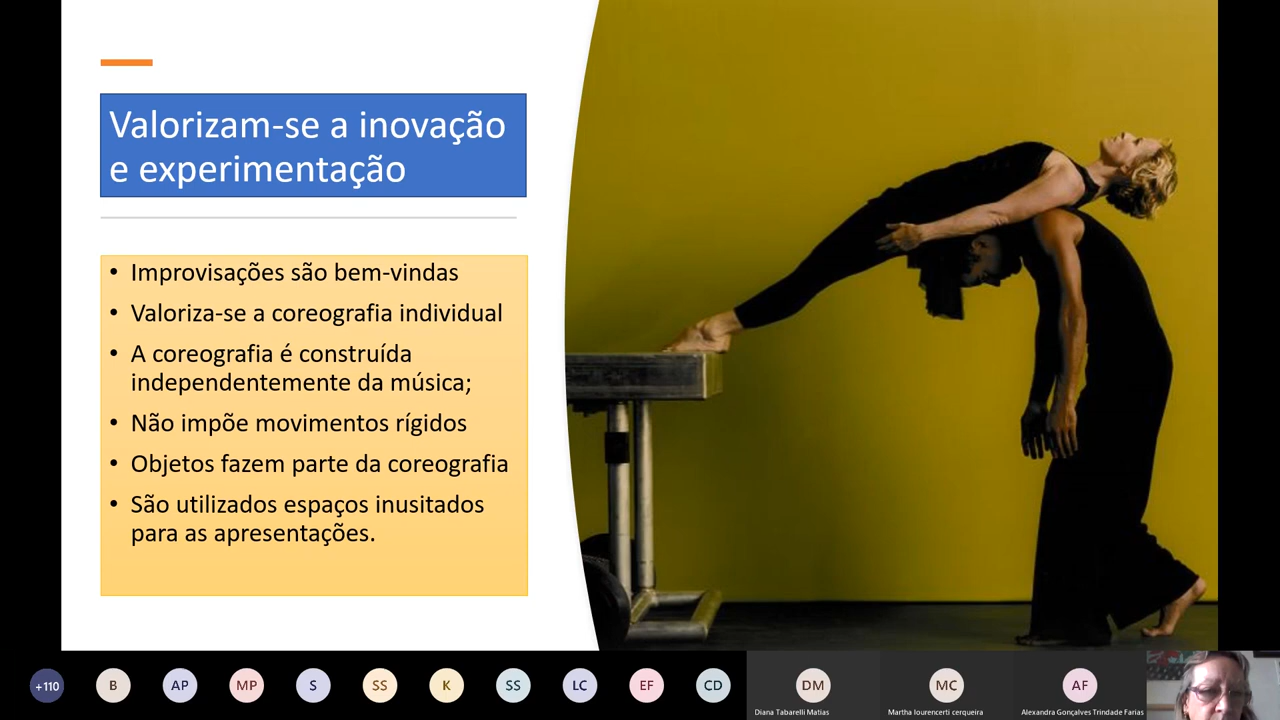 Valorizam-se a inovação
e experimentação
• Improvisações são bem-vindas
• Valoriza-se a coreografia individual
• A coreografia é construída
independentemente da música;
• Não impõe movimentos rígidos
• Objetos fazem parte da coreografia
• São utilizados espaços inusitados
para as apresentações.
+110 B AP MP S SS K SS LC EF CD DM MC AF
Diana Tabarelli Matias Martha lourencerti cerqueira Alexandra Gonçalves Trindade Farias